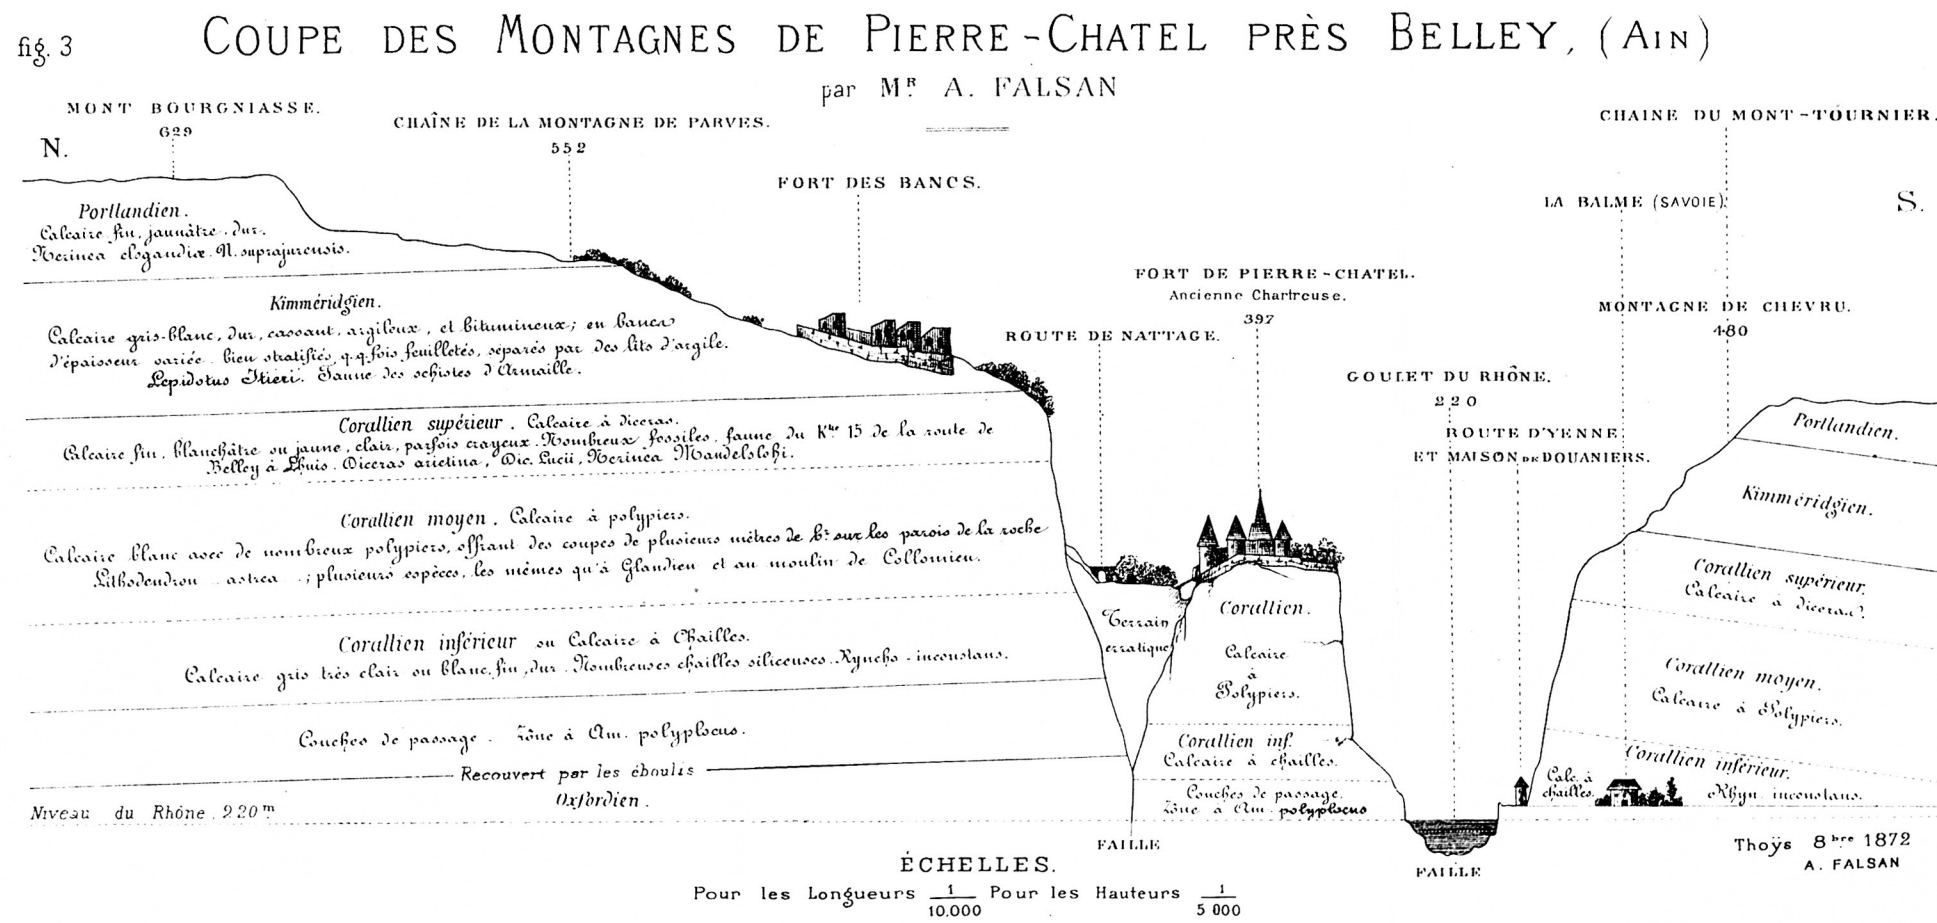 fig. 3
COUPE DES MONTAGNES DE PIERRE-CHATEL PRÈS BELLEY, (AIN)
par MR A. FALSAN
MONT BOURGNIASSE.
629
CHAÎNE DE LA MONTAGNE DE PARVES.
552
CHAINE DU MONT-TOURNIER.
N.
FORT DES BANCS.
LA BALME (SAVOIE).
S.
Portlandien.
Calcaire fin, jaunâtre, dur.
Nerinea elsgaudiæ. N. suprajurensis.
FORT DE PIERRE-CHATEL.
Ancienne Chartreuse.
397
MONTAGNE DE CHEVRU.
480
ROUTE DE NATTAGE.
GOULET DU RHÔNE.
220
ROUTE D'YENNE
ET MAISON DE DOUANIERS.
Kimméridgien.
Calcaire gris-blanc, dur, cassant, argileux, et bitumineux; en bancs
d'épaisseur variée. bien stratifiés, q.q.fois feuilletés, séparés par des lits d'argile.
Lepidotus Itieri. Faune des schistes d'Armaille.
Corallien supérieur. Calcaire à diceras.
Calcaire fin, blanchâtre ou jaune, clair, parfois crayeux. Nombreux fossiles, faune du Ktre 15 de la route de
Belley à Lhuis. Diceras arietina, Dic. Lucii, Nerinea Mandelslohi.
Corallien moyen. Calcaire à polypiers.
Calcaire blanc avec de nombreux polypiers, offrant des coupes de plusieurs mètres de sur les parois de la roche
Lithodendron - astrea .; plusieurs espèces, les mêmes qu'à Glandieu et au moulin de Collomieu.
Corallien inférieur ou Calcaire à Chailles.
Calcaire gris très clair ou blanc, fin, dur. Nombreuses chailles siliceuses. Ryncho - inconstans.
Couches de passage. Zône à Am. polyplocus.
Recouvert par les éboulis
Oxfordien.
Niveau du Rhône. 220m
Terrain
erratique
Corallien.
Calcaire
à
Polypiers.
Corallien inf.
Calcaire à chailles.
Couches de passage.
Zône à Am. polyplocus
Portlandien.
Kimméridgien.
Corallien supérieur.
Calcaire à diceras.
Corallien moyen.
Calcaire à Polypiers.
Corallien inférieur.
Rhyn. inconstans.
Calc. à
chailles.
FAILLE
FAILLE
Thoÿs 8bre 1872
A. FALSAN
ÉCHELLES.
Pour les Longueurs 1/10.000 Pour les Hauteurs 1/5 000